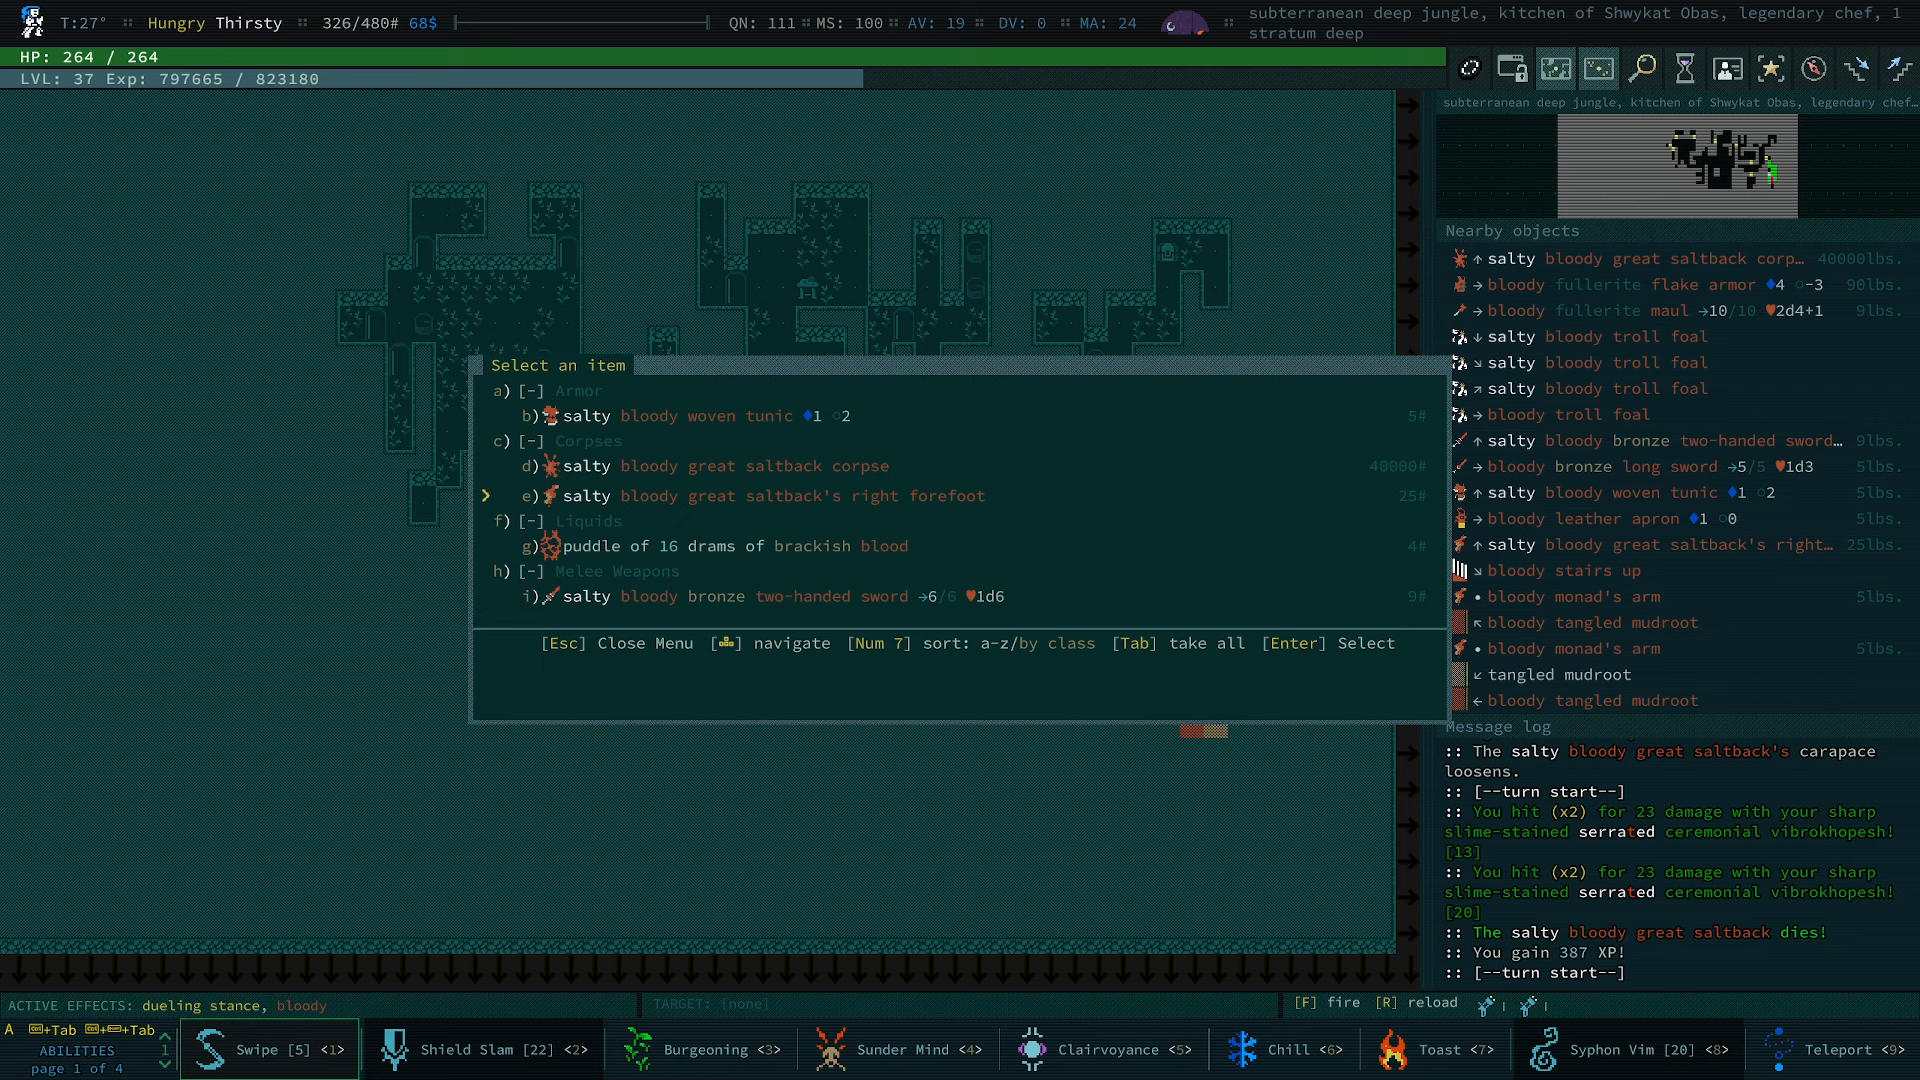 T:27° :: Hungry Thirsty :: 326/480# 68$ QN: 111 :: MS: 100 :: AV: 19 :: DV: 0 :: MA: 24 :: subterranean deep jungle, kitchen of Shwykat Obas, legendary chef, 1
stratum deep
HP: 264 / 264
LVL: 37 Exp: 797665 / 823180
subterranean deep jungle, kitchen of Shwykat Obas, legendary chef…
Nearby objects
↑ salty bloody great saltback corp… 40000lbs.
→ bloody fullerite flake armor ♦4 ○-3 90lbs.
→ bloody fullerite maul →10/10 ♥2d4+1 9lbs.
↓ salty bloody troll foal
↘ salty bloody troll foal
↗ salty bloody troll foal
→ bloody troll foal
↑ salty bloody bronze two-handed sword… 9lbs.
→ bloody bronze long sword →5/5 ♥1d3 5lbs.
↑ salty bloody woven tunic ♦1 ○2 5lbs.
→ bloody leather apron ♦1 ○0 5lbs.
↑ salty bloody great saltback's right… 25lbs.
↘ bloody stairs up
• bloody monad's arm 5lbs.
↖ bloody tangled mudroot
• bloody monad's arm 5lbs.
↙ tangled mudroot
← bloody tangled mudroot
Select an item
a) [-] Armor
b) salty bloody woven tunic ♦1 ○2 5#
c) [-] Corpses
d) salty bloody great saltback corpse 40000#
> e) salty bloody great saltback's right forefoot 25#
f) [-] Liquids
g) puddle of 16 drams of brackish blood 4#
h) [-] Melee Weapons
i) salty bloody bronze two-handed sword →6/6 ♥1d6 9#
[Esc] Close Menu [] navigate [Num 7] sort: a-z/by class [Tab] take all [Enter] Select
Message log
:: The salty bloody great saltback's carapace
loosens.
:: [--turn start--]
:: You hit (x2) for 23 damage with your sharp
slime-stained serrated ceremonial vibrokhopesh!
[13]
:: You hit (x2) for 23 damage with your sharp
slime-stained serrated ceremonial vibrokhopesh!
[20]
:: The salty bloody great saltback dies!
:: You gain 387 XP!
:: [--turn start--]
ACTIVE EFFECTS: dueling stance, bloody
TARGET: [none]
[F] fire [R] reload
A +Tab ++Tab
ABILITIES 1
page 1 of 4
Swipe [5] <1>
Shield Slam [22] <2>
Burgeoning <3>
Sunder Mind <4>
Clairvoyance <5>
Chill <6>
Toast <7>
Syphon Vim [20] <8>
Teleport <9>